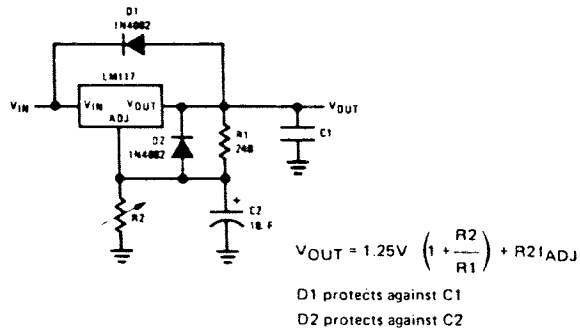 D1
1N4002
LM117
VIN
VIN VOUT
ADJ
VOUT
D2
1N4002
R1
240
C1
R2
+
C2
VOUT = 1.25V (1 + R2/R1) + R2IADJ
D1 protects against C1
D2 protects against C2